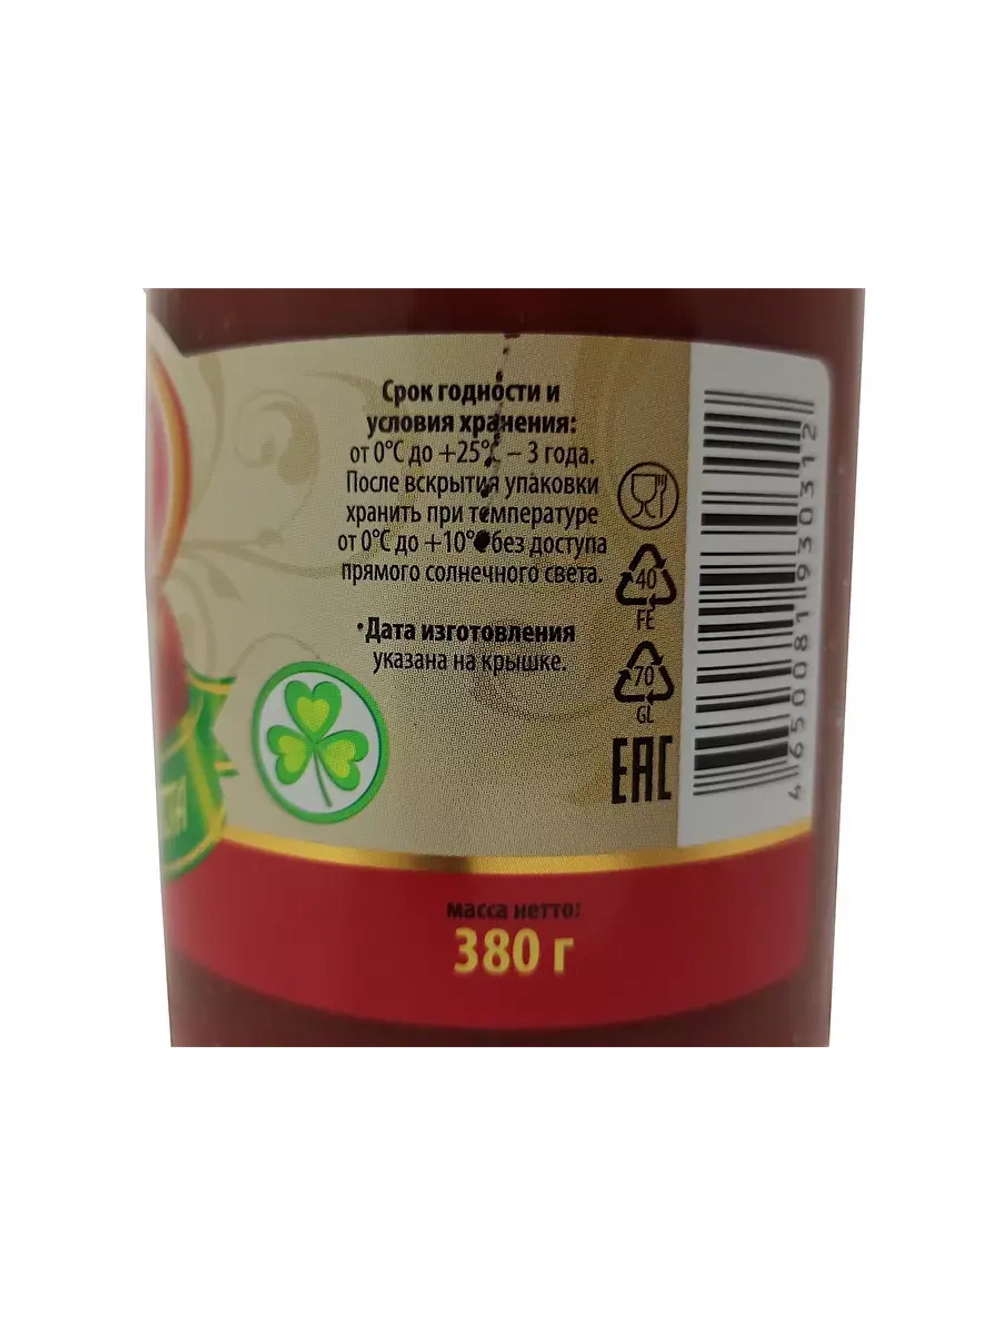 Срок годности и
условия хранения:
от 0°С до +25°С – 3 года.
После вскрытия упаковки
хранить при температуре
от 0°С до +10° без доступа
прямого солнечного света.
•Дата изготовления
указана на крышке.
40
FE
70
GL
EAC
4650081930312
масса нетто:
380 г